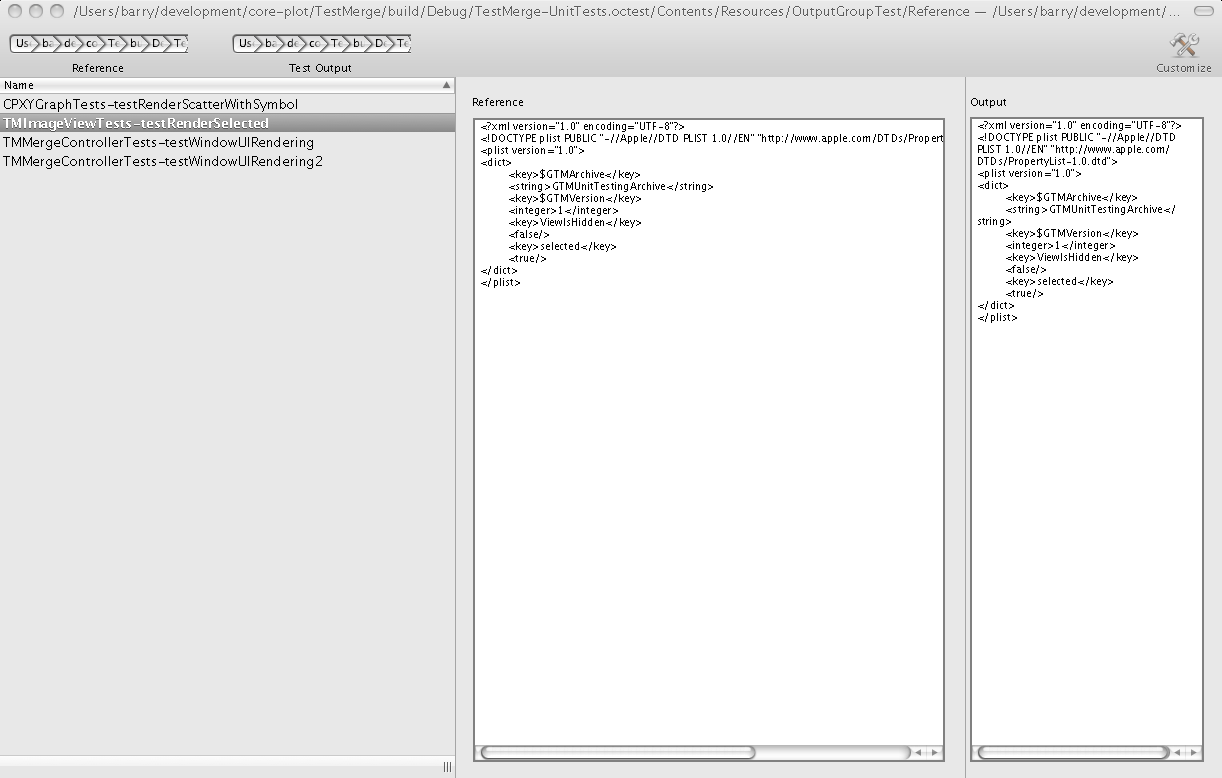 /Users/barry/development/core-plot/TestMerge/build/Debug/TestMerge-UnitTests.octest/Contents/Resources/OutputGroupTest/Reference — /Users/barry/development/...
Us ba de co Te bu De Te
Us ba de co Te bu De Te
Reference
Test Output
Customize
Name
CPXYGraphTests-testRenderScatterWithSymbol
TMImageViewTests-testRenderSelected
TMMergeControllerTests-testWindowUIRendering
TMMergeControllerTests-testWindowUIRendering2
Reference
<?xml version="1.0" encoding="UTF-8"?>
<!DOCTYPE plist PUBLIC "-//Apple//DTD PLIST 1.0//EN" "http://www.apple.com/DTDs/Propert
<plist version="1.0">
<dict>
<key>$GTMArchive</key>
<string>GTMUnitTestingArchive</string>
<key>$GTMVersion</key>
<integer>1</integer>
<key>ViewIsHidden</key>
<false/>
<key>selected</key>
<true/>
</dict>
</plist>
Output
<?xml version="1.0" encoding="UTF-8"?>
<!DOCTYPE plist PUBLIC "-//Apple//DTD
PLIST 1.0//EN" "http://www.apple.com/
DTDs/PropertyList-1.0.dtd">
<plist version="1.0">
<dict>
<key>$GTMArchive</key>
<string>GTMUnitTestingArchive</
string>
<key>$GTMVersion</key>
<integer>1</integer>
<key>ViewIsHidden</key>
<false/>
<key>selected</key>
<true/>
</dict>
</plist>